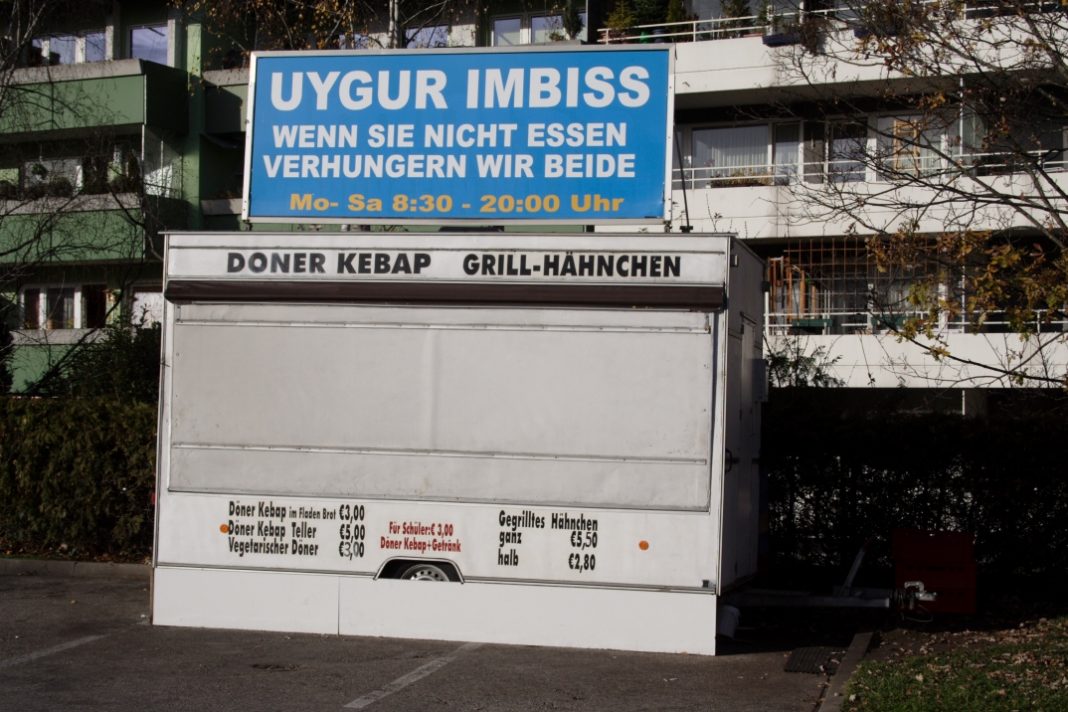 UYGUR IMBISS
WENN SIE NICHT ESSEN
VERHUNGERN WIR BEIDE
Mo- Sa 8:30 - 20:00 Uhr
DONER KEBAP GRILL-HÄHNCHEN
Döner Kebap im Fladen Brot €3,00
Döner Kebap Teller €5,00
Vegetarischer Döner €3,00
Für Schüler:€ 3,00
Döner Kebap+Getränk
Gegrilltes Hähnchen
ganz €5,50
halb €2,80